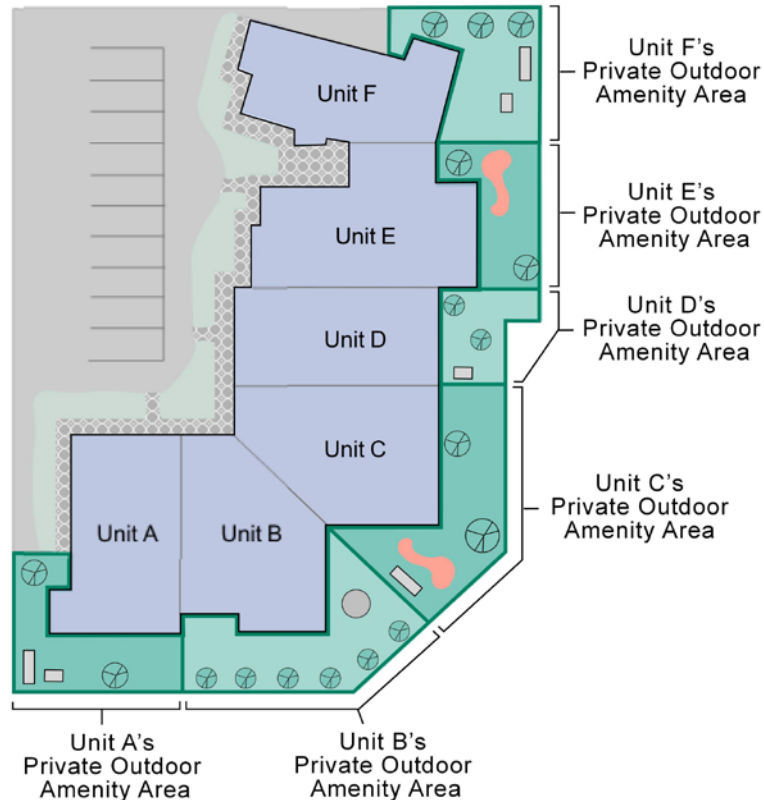 Unit F's
Private Outdoor
Amenity Area
Unit F
Unit E's
Private Outdoor
Amenity Area
Unit E
Unit D's
Private Outdoor
Amenity Area
Unit D
Unit C
Unit C's
Private Outdoor
Amenity Area
Unit A
Unit B
Unit A's
Private Outdoor
Amenity Area
Unit B's
Private Outdoor
Amenity Area